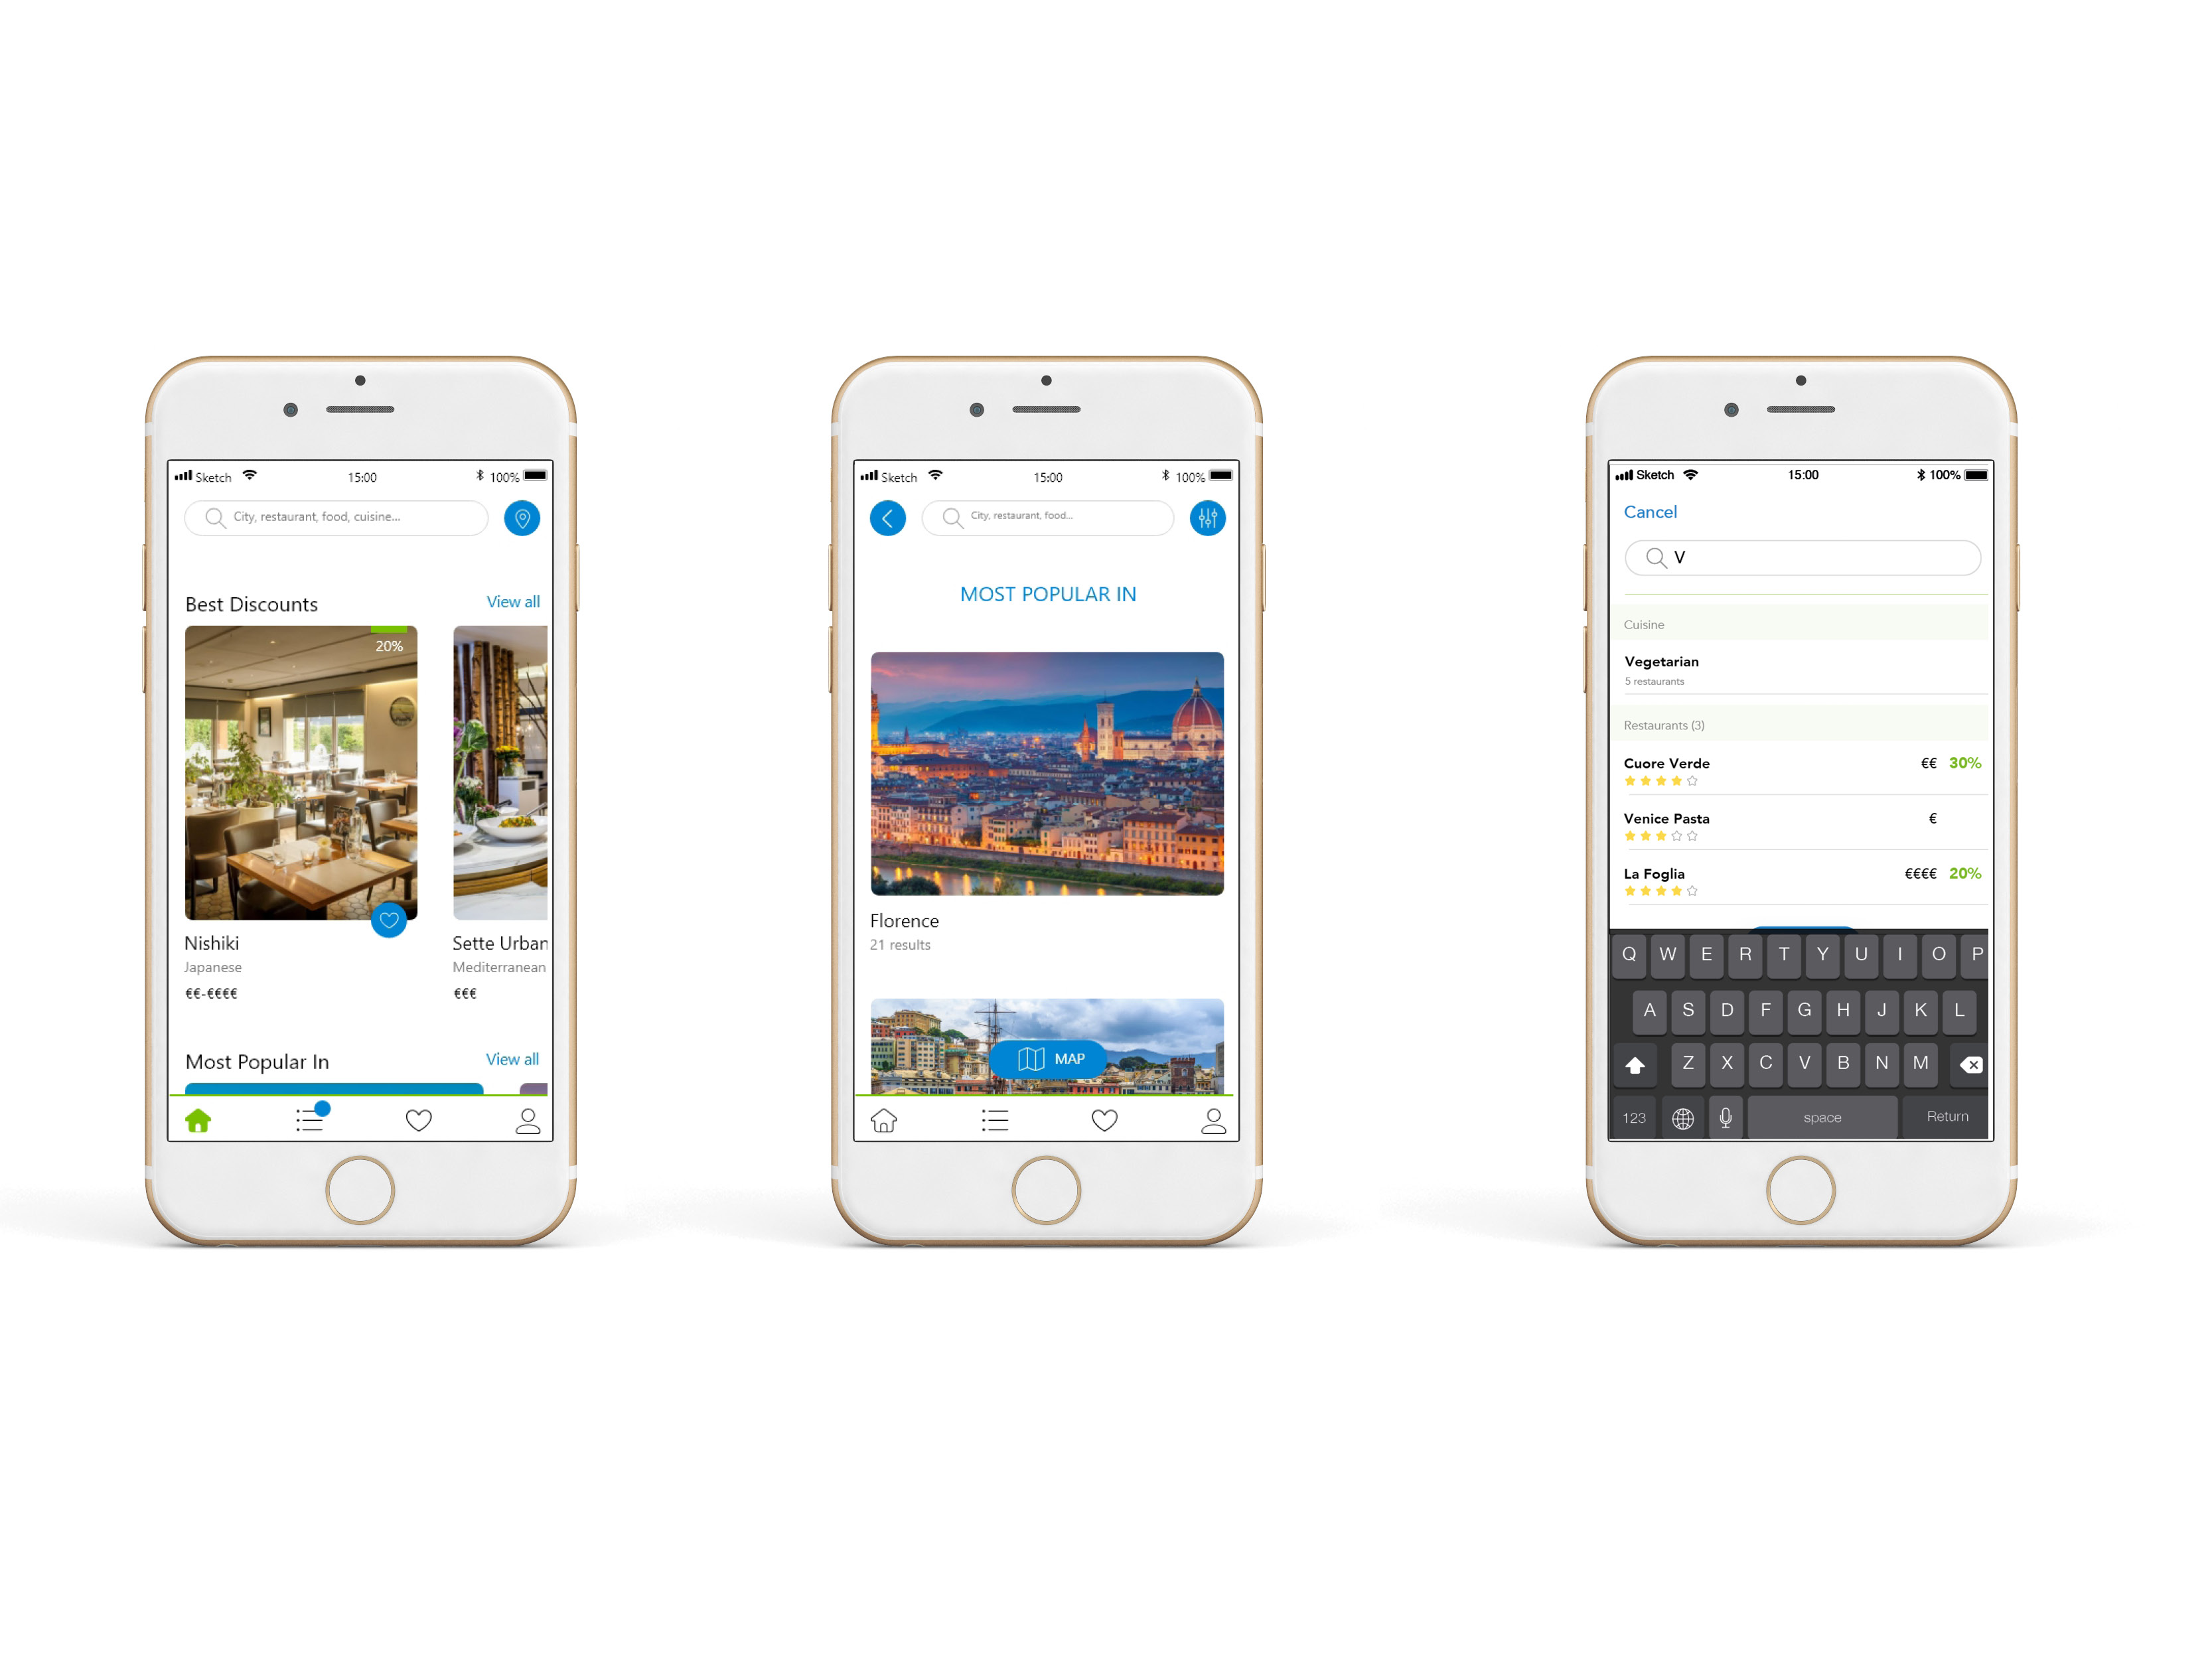 Sketch 15:00 100%
City, restaurant, food, cuisine...
Best Discounts View all
20%
Nishiki
Japanese
€€-€€€€
Sette Urban
Mediterranean
€€€
Most Popular In View all
Sketch 15:00 100%
City, restaurant, food...
MOST POPULAR IN
Florence
21 results
MAP
Sketch 15:00 100%
Cancel
V
Cuisine
Vegetarian
5 restaurants
Restaurants (3)
Cuore Verde €€ 30%
Venice Pasta €
La Foglia €€€€ 20%
Q W E R T Y U I O P
A S D F G H J K L
Z X C V B N M
123 space Return